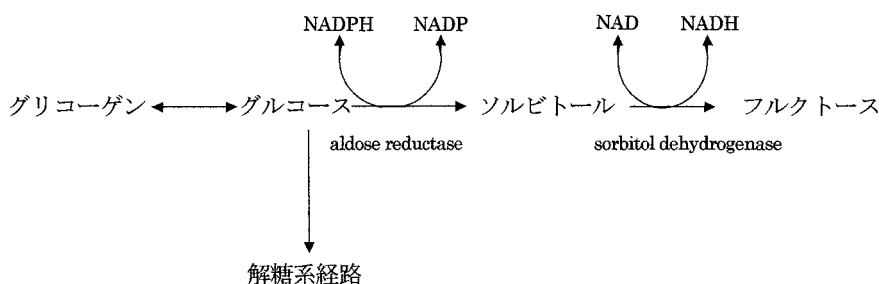 NADPH NADP NAD NADH
グリコーゲン グルコース ソルビトール フルクトース
aldose reductase sorbitol dehydrogenase
解糖系経路